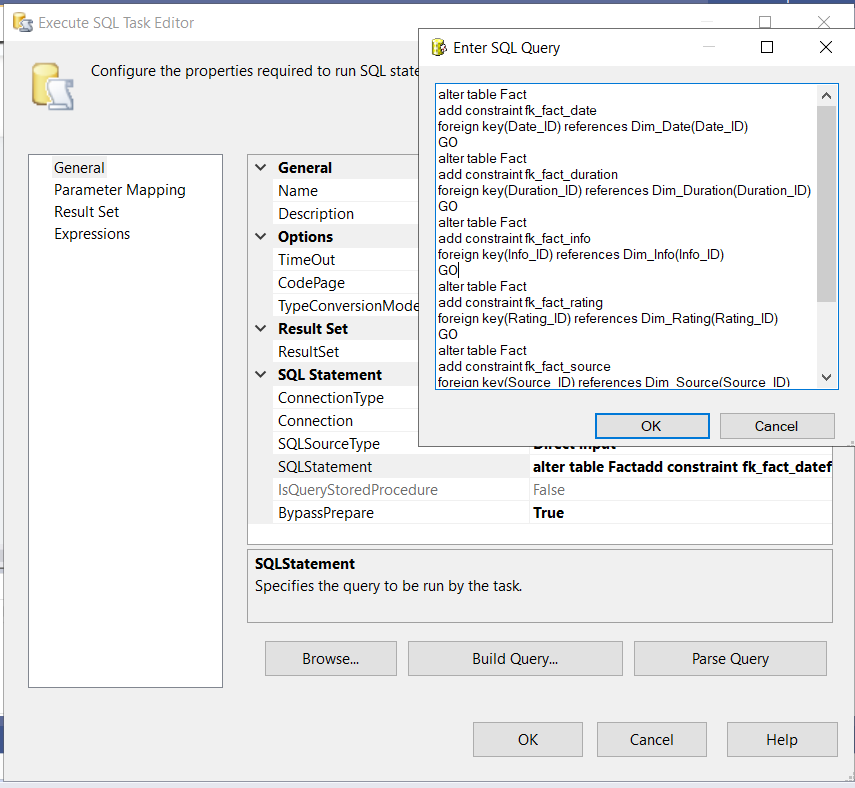 Execute SQL Task Editor
Configure the properties required to run SQL state
General
Parameter Mapping
Result Set
Expressions
General
Name
Description
Options
TimeOut
CodePage
TypeConversionMode
Result Set
ResultSet
SQL Statement
ConnectionType
Connection
SQLSourceType
Direct input
SQLStatement
alter table Factadd constraint fk_fact_datef
IsQueryStoredProcedure
False
BypassPrepare
True
SQLStatement
Specifies the query to be run by the task.
Browse...
Build Query...
Parse Query
OK
Cancel
Help
Enter SQL Query
alter table Fact
add constraint fk_fact_date
foreign key(Date_ID) references Dim_Date(Date_ID)
GO
alter table Fact
add constraint fk_fact_duration
foreign key(Duration_ID) references Dim_Duration(Duration_ID)
GO
alter table Fact
add constraint fk_fact_info
foreign key(Info_ID) references Dim_Info(Info_ID)
GO
alter table Fact
add constraint fk_fact_rating
foreign key(Rating_ID) references Dim_Rating(Rating_ID)
GO
alter table Fact
add constraint fk_fact_source
foreign key(Source_ID) references Dim_Source(Source_ID)
OK
Cancel